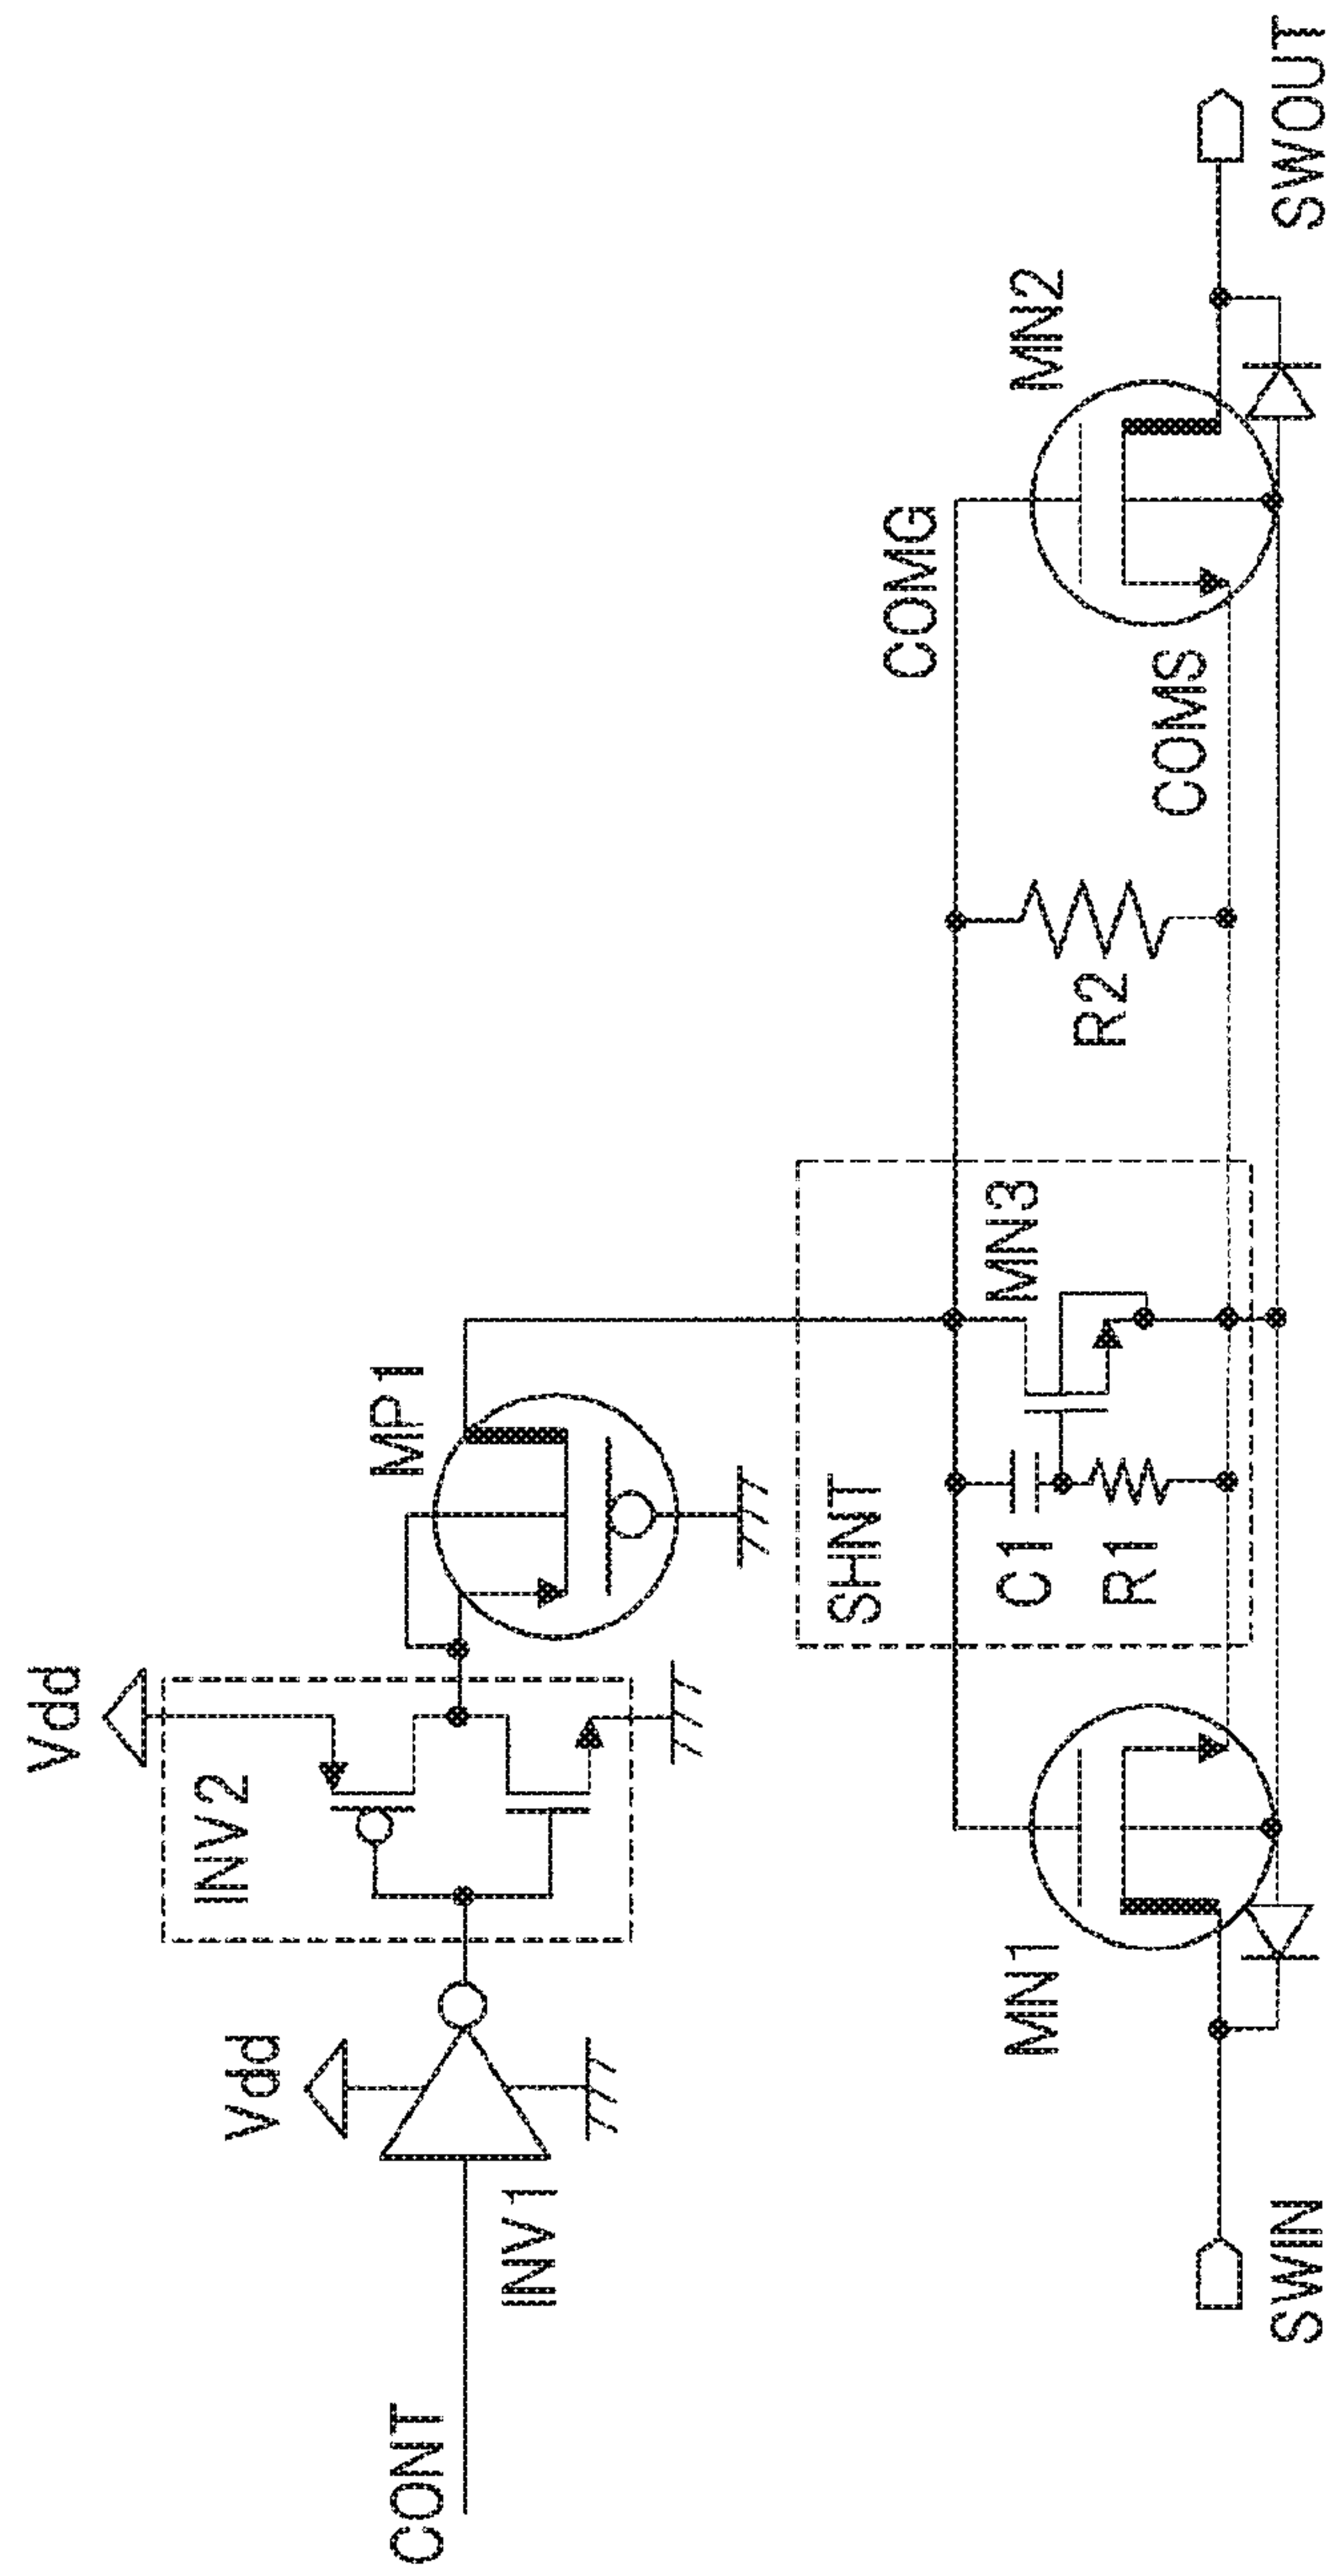 Vdd
Vdd
INV2
MP1
CONT
INV1
SHNT
COMG
C1
MN3
R1
R2
MN1
MN2
COMS
SWIN
SWOUT